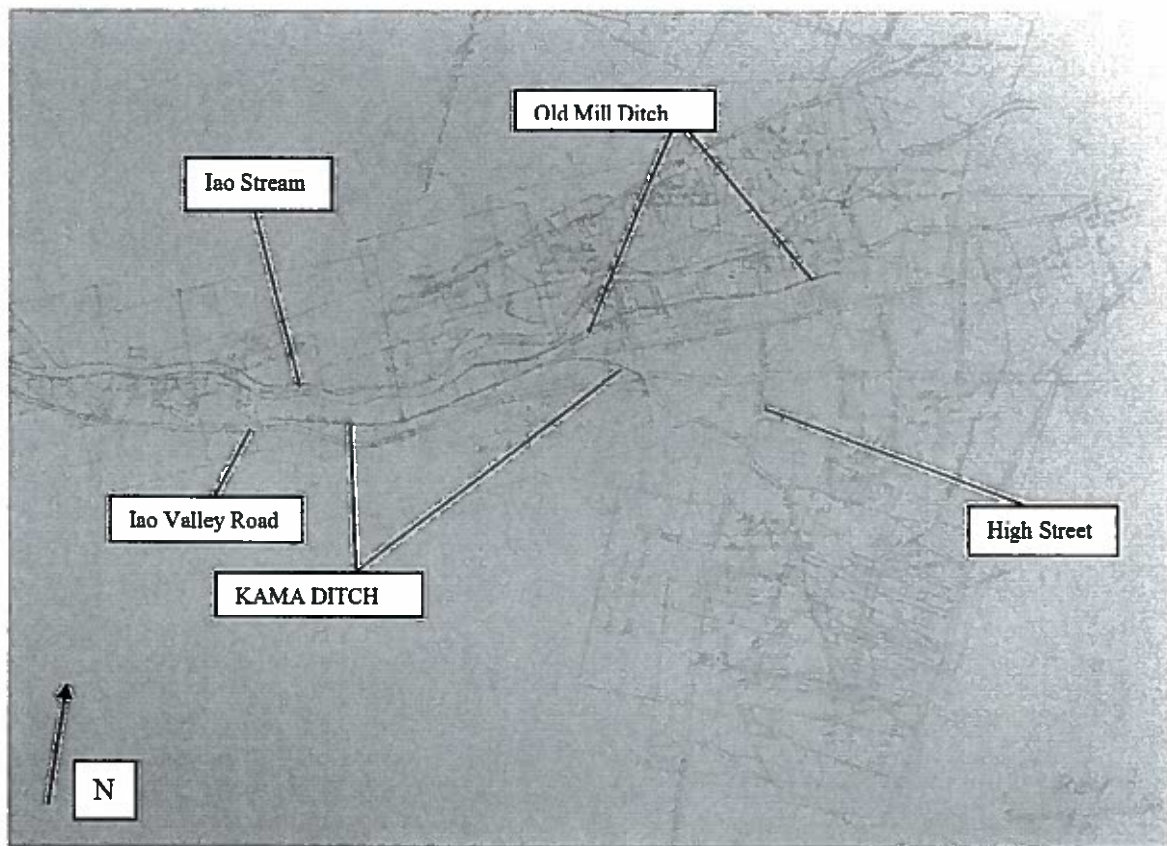 Old Mill Ditch
Iao Stream
Iao Valley Road
High Street
KAMA DITCH
N